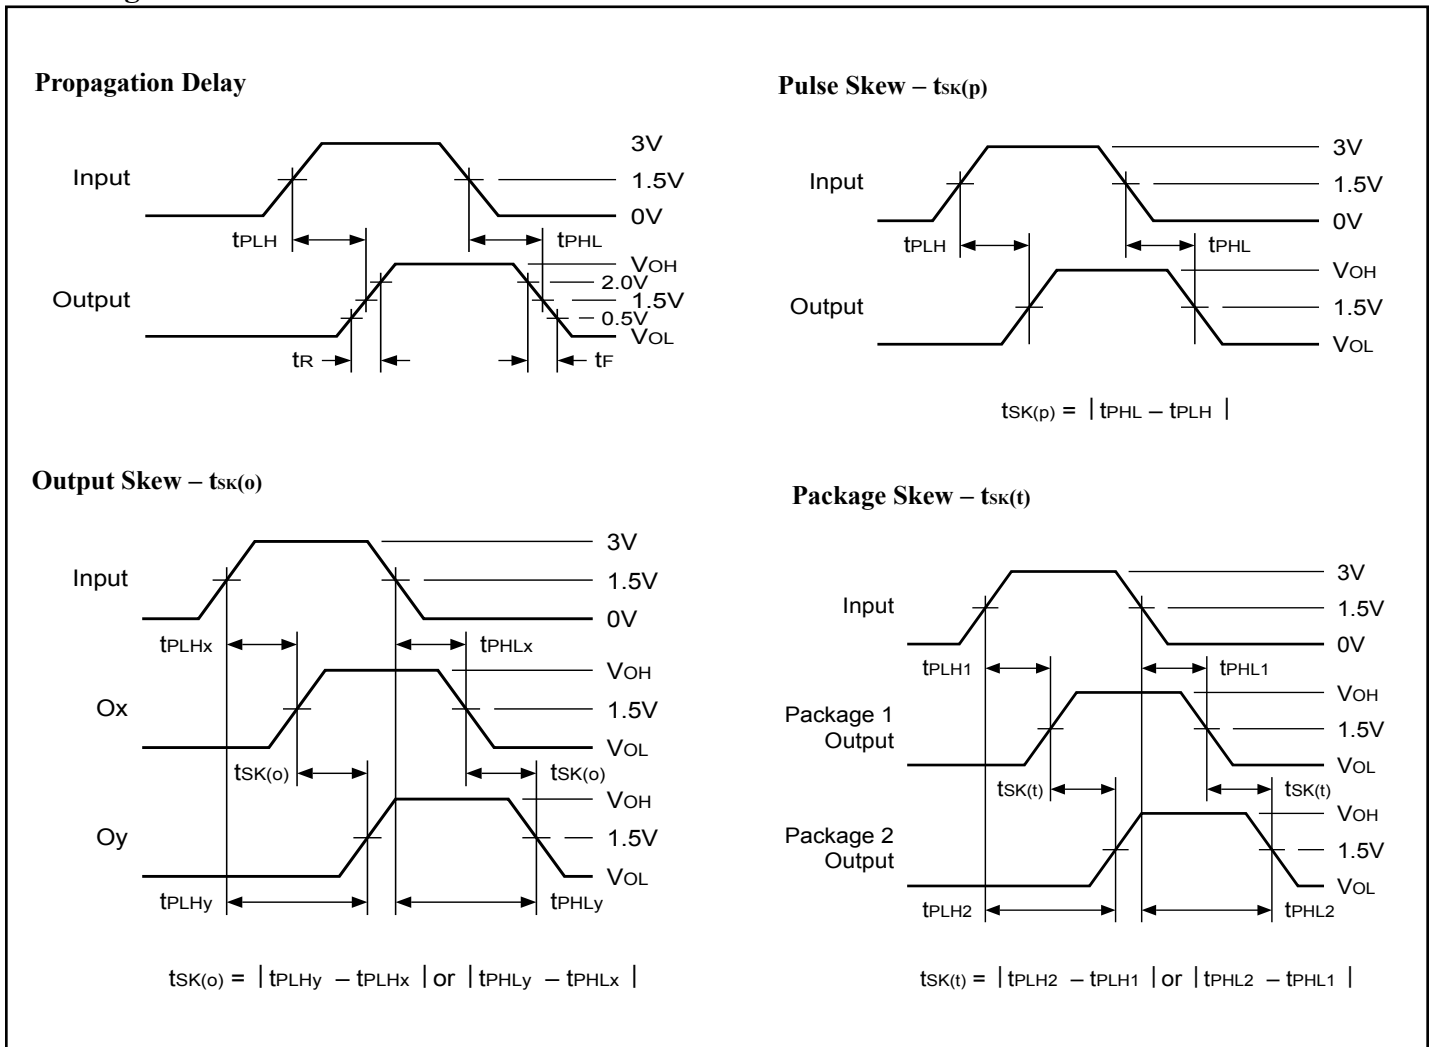 Propagation Delay
Input
3V
1.5V
0V
tPLH
tPHL
Output
VOH
2.0V
1.5V
0.5V
VOL
tR
tF
Pulse Skew – tSK(p)
Input
3V
1.5V
0V
tPLH
tPHL
Output
VOH
1.5V
VOL
tSK(p) = | tPHL – tPLH |
Output Skew – tSK(o)
Input
3V
1.5V
0V
tPLHx
tPHLx
Ox
VOH
1.5V
VOL
tSK(o)
tSK(o)
Oy
VOH
1.5V
VOL
tPLHy
tPHLy
tSK(o) = | tPLHy – tPLHx | or | tPHLy – tPHLx |
Package Skew – tSK(t)
Input
3V
1.5V
0V
tPLH1
tPHL1
Package 1
Output
VOH
1.5V
VOL
tSK(t)
tSK(t)
Package 2
Output
VOH
1.5V
VOL
tPLH2
tPHL2
tSK(t) = | tPLH2 – tPLH1 | or | tPHL2 – tPHL1 |